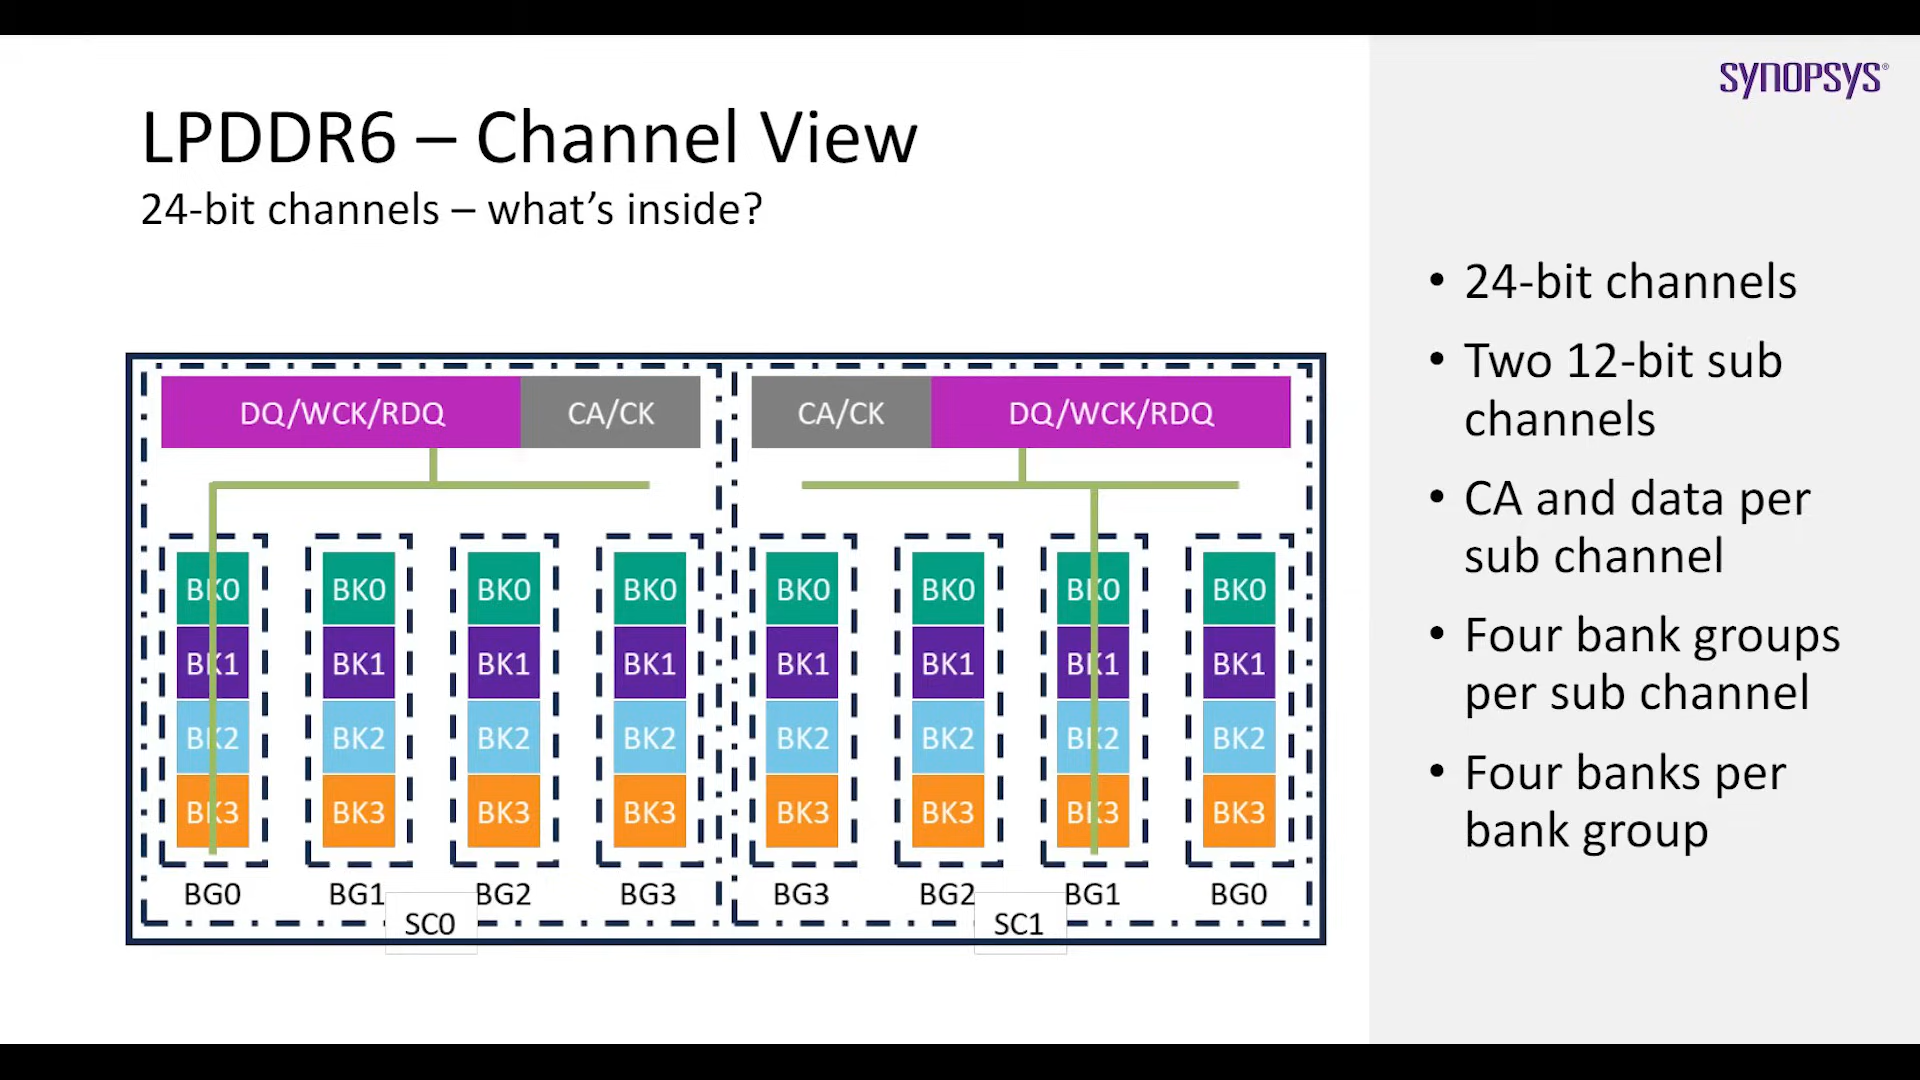 SYNOPSYS®
LPDDR6 – Channel View
24-bit channels – what’s inside?
DQ/WCK/RDQ CA/CK CA/CK DQ/WCK/RDQ
BK0 BK0 BK0 BK0 BK0 BK0 BK0 BK0
BK1 BK1 BK1 BK1 BK1 BK1 BK1 BK1
BK2 BK2 BK2 BK2 BK2 BK2 BK2 BK2
BK3 BK3 BK3 BK3 BK3 BK3 BK3 BK3
BG0 BG1 BG2 BG3 BG3 BG2 BG1 BG0
SC0 SC1
• 24-bit channels
• Two 12-bit sub
channels
• CA and data per
sub channel
• Four bank groups
per sub channel
• Four banks per
bank group